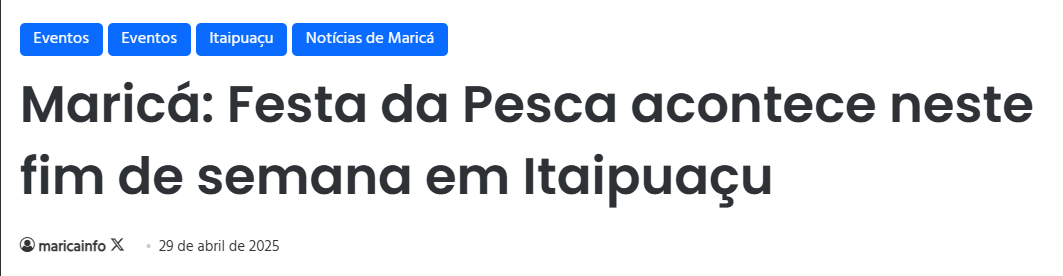 Eventos Eventos Itaipuaçu Notícias de Maricá
Maricá: Festa da Pesca acontece neste
fim de semana em Itaipuaçu
maricainfo X • 29 de abril de 2025